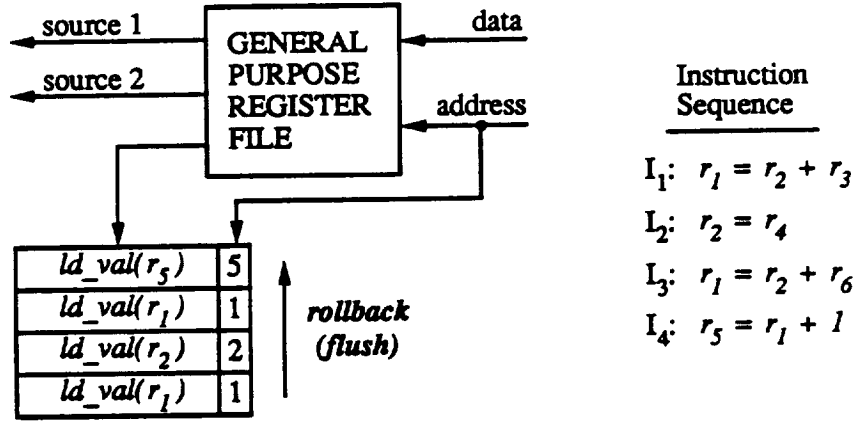 source 1
source 2
GENERAL
PURPOSE
REGISTER
FILE
data
address
ld_val(r5) 5
ld_val(r1) 1
ld_val(r2) 2
ld_val(r1) 1
rollback
(flush)
Instruction
Sequence
I1: r1 = r2 + r3
I2: r2 = r4
I3: r1 = r2 + r6
I4: r5 = r1 + 1